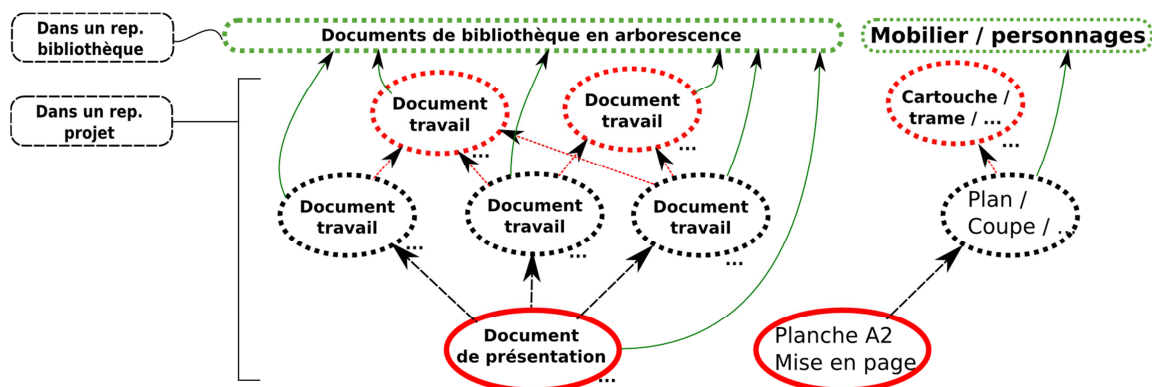 Dans un rep.
bibliothèque
Documents de bibliothèque en arborescence
Mobilier / personnages
Dans un rep.
projet
Document
travail
...
Document
travail
...
Cartouche /
trame / ...
...
Document
travail
...
Document
travail
...
Document
travail
...
Plan /
Coupe / ...
Document
de présentation
...
Planche A2
Mise en page